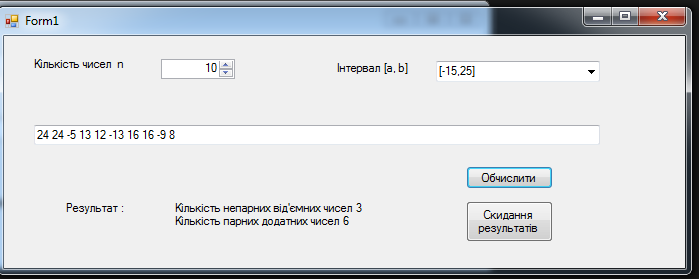 Form1
Кількість чисел n
10
Інтервал [a, b]
[-15,25]
24 24 -5 13 12 -13 16 16 -9 8
Обчислити
Результат :
Кількість непарних від'ємних чисел 3
Кількість парних додатних чисел 6
Скидання
результатів